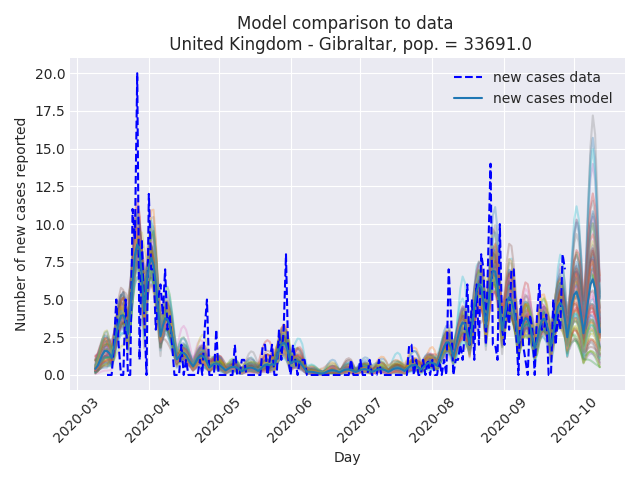 Model comparison to data
United Kingdom - Gibraltar, pop. = 33691.0
new cases data
new cases model
Number of new cases reported
20.0
17.5
15.0
12.5
10.0
7.5
5.0
2.5
0.0
2020-03
2020-04
2020-05
2020-06
2020-07
2020-08
2020-09
2020-10
Day